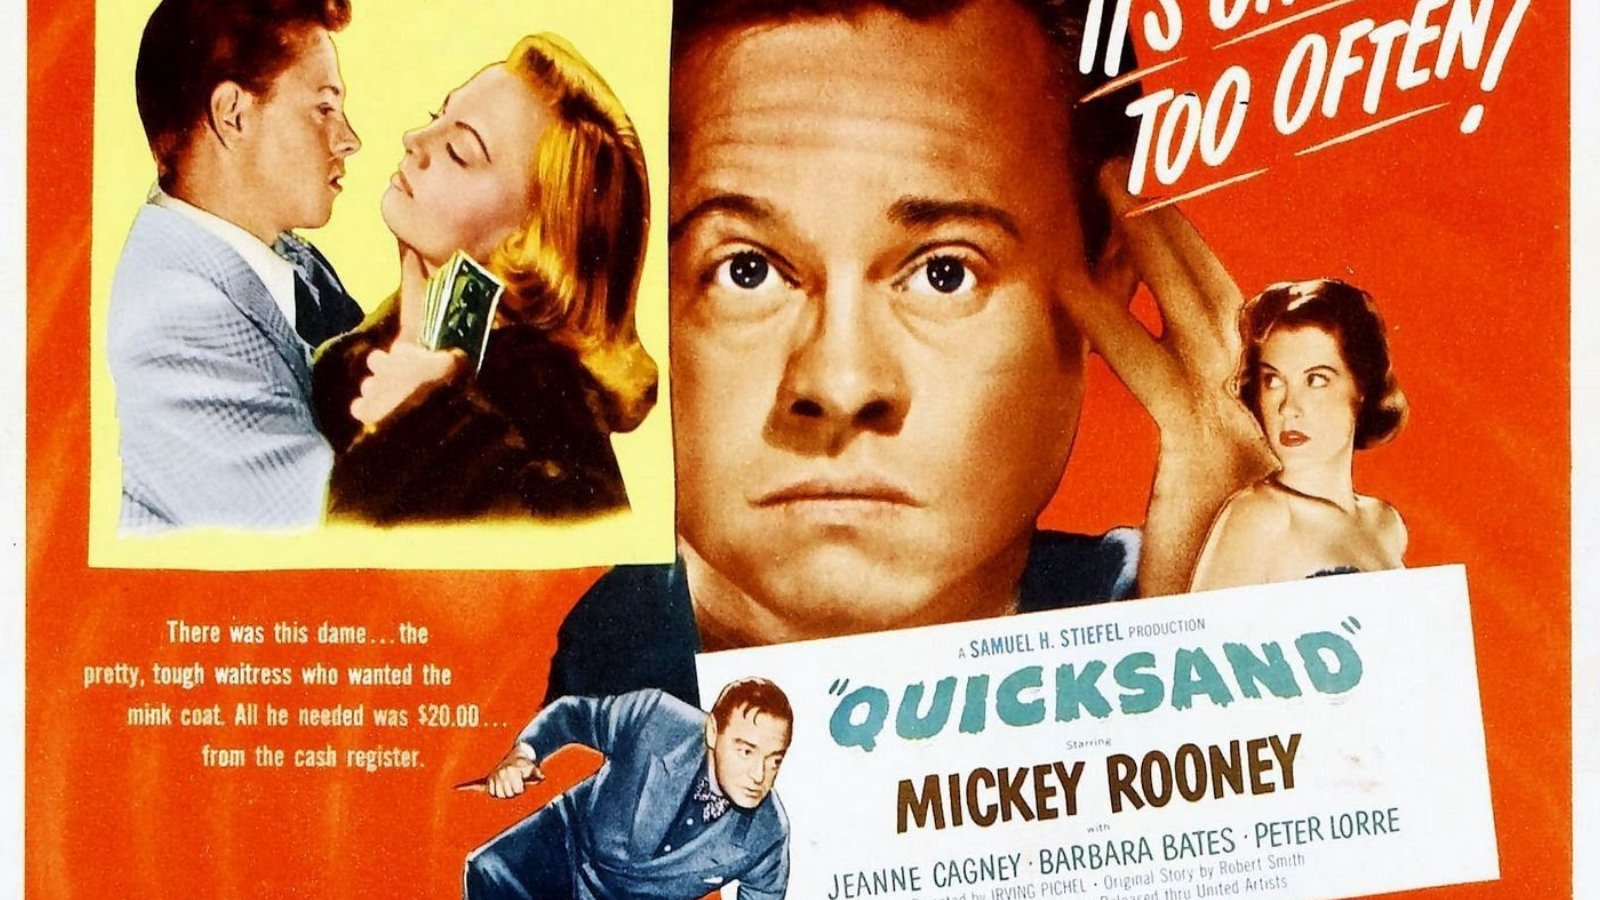 IT'S
TOO OFTEN!
There was this dame...the
pretty, tough waitress who wanted the
mink coat. All he needed was $20.00...
from the cash register.
A SAMUEL H. STIEFEL PRODUCTION
"QUICKSAND"
Starring
MICKEY ROONEY
with
JEANNE CAGNEY · BARBARA BATES · PETER LORRE
by IRVING PICHEL · Original Story by Robert Smith
Released thru United Artists